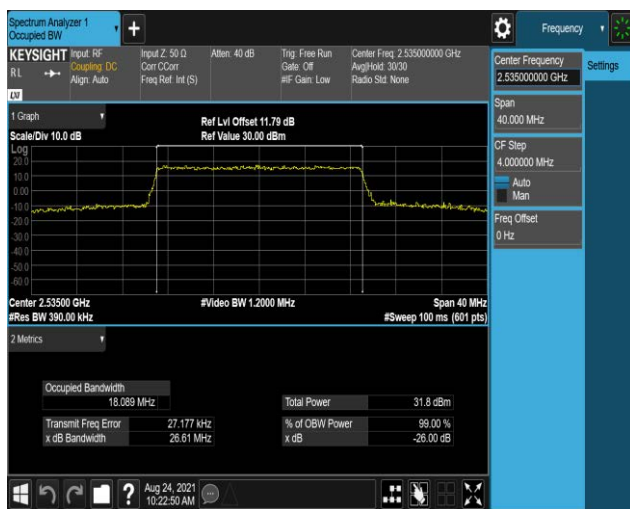 Spectrum Analyzer 1
Occupied BW
Frequency
KEYSIGHT
RL
LXI
Input: RF
Coupling: DC
Align: Auto
Input Z: 50 Ω
Corr CCorr
Freq Ref: Int (S)
Atten: 40 dB
Trig: Free Run
Gate: Off
#IF Gain: Low
Center Freq: 2.535000000 GHz
Avg|Hold: 30/30
Radio Std: None
Center Frequency
2.535000000 GHz
Settings
Span
40.000 MHz
CF Step
4.000000 MHz
Auto
Man
Freq Offset
0 Hz
1 Graph
Scale/Div 10.0 dB
Ref Lvl Offset 11.79 dB
Ref Value 30.00 dBm
Log
20.0
10.0
0.00
-10.0
-20.0
-30.0
-40.0
-50.0
-60.0
Center 2.53500 GHz
#Video BW 1.2000 MHz
Span 40 MHz
#Res BW 390.00 kHz
#Sweep 100 ms (601 pts)
2 Metrics
Occupied Bandwidth
18.089 MHz
Total Power 31.8 dBm
Transmit Freq Error 27.177 kHz
% of OBW Power 99.00 %
x dB Bandwidth 26.61 MHz
x dB -26.00 dB
Aug 24, 2021
10:22:50 AM